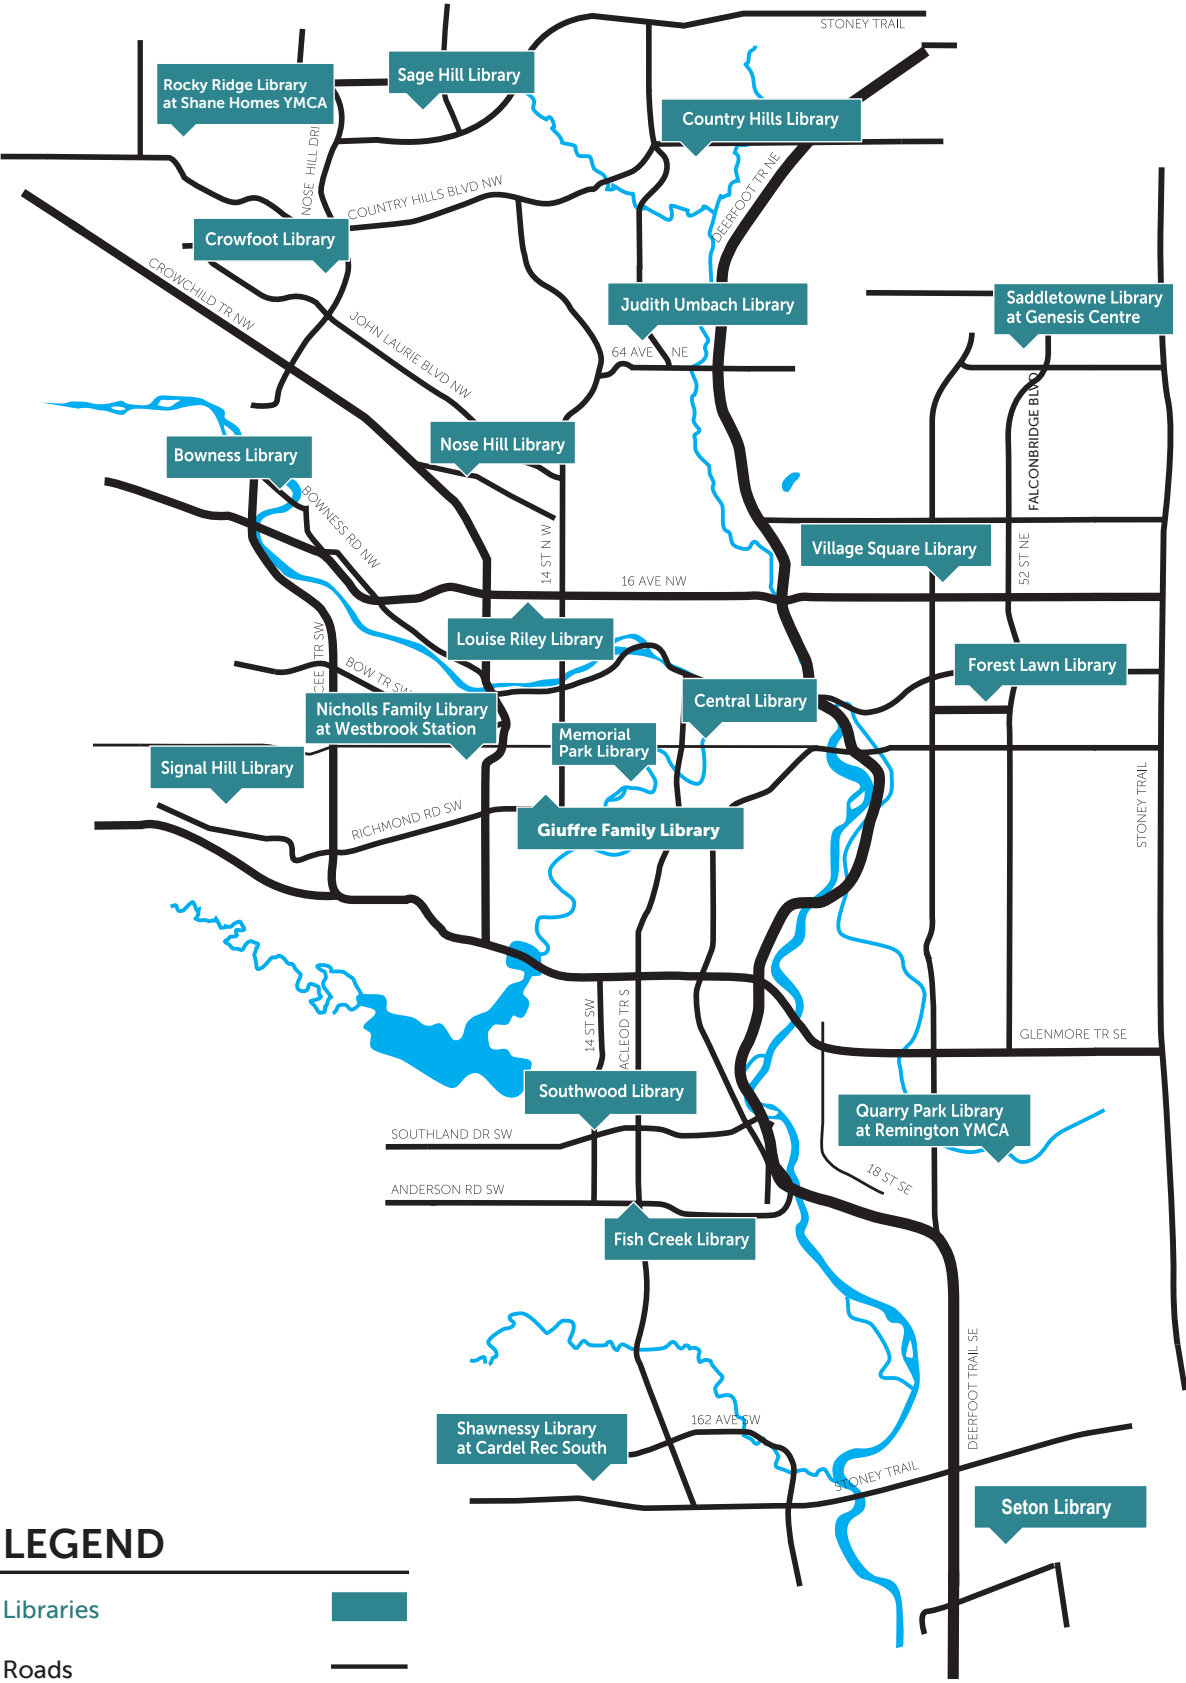 STONEY TRAIL
Sage Hill Library
Rocky Ridge Library
at Shane Homes YMCA
Country Hills Library
NOSE HILL DRI
COUNTRY HILLS BLVD NW
DEERFOOT TR NE
Crowfoot Library
CROWCHILD TR NW
JOHN LAURIE BLVD NW
Judith Umbach Library
Saddletowne Library
at Genesis Centre
64 AVE NE
FALCONBRIDGE BLVD
Nose Hill Library
Bowness Library
BOWNESS RD NW
14 ST N W
Village Square Library
52 ST NE
16 AVE NW
Louise Riley Library
CEE TR SW
BOW TR SW
Forest Lawn Library
Central Library
Nicholls Family Library
at Westbrook Station
Memorial
Park Library
Signal Hill Library
RICHMOND RD SW
Giuffre Family Library
STONEY TRAIL
14 ST SW
ACLEOD TR S
GLENMORE TR SE
Southwood Library
Quarry Park Library
at Remington YMCA
SOUTHLAND DR SW
18 ST SE
ANDERSON RD SW
Fish Creek Library
DEERFOOT TRAIL SE
162 AVE SW
Shawnessy Library
at Cardel Rec South
STONEY TRAIL
Seton Library
LEGEND
Libraries
Roads